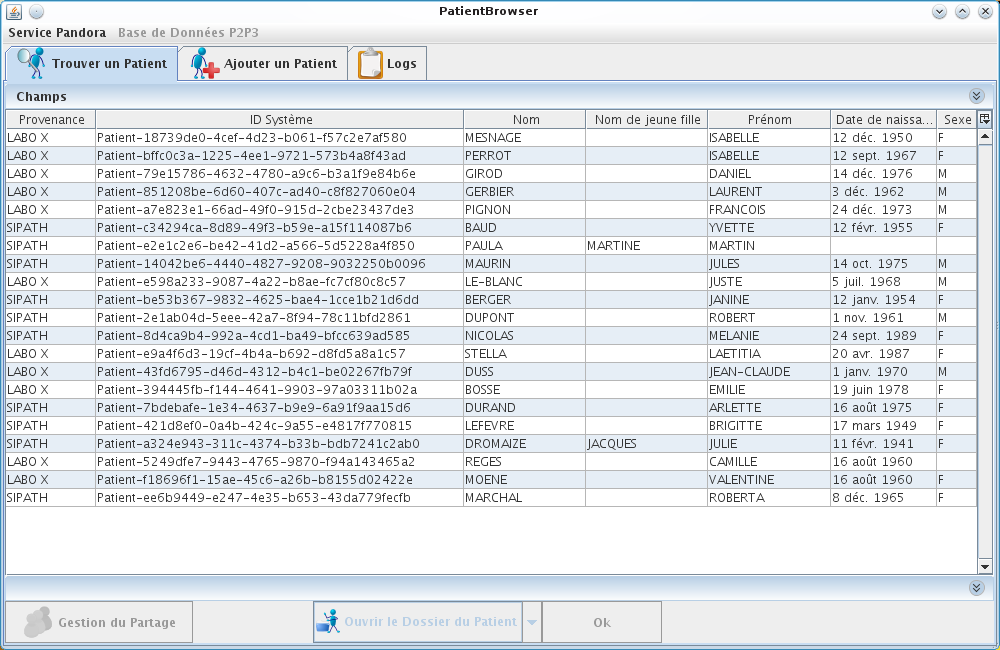 PatientBrowser
Service Pandora Base de Données P2P3
Trouver un Patient Ajouter un Patient Logs
Champs
Provenance ID Système Nom Nom de jeune fille Prénom Date de naissa... Sexe
LABO X Patient-18739de0-4cef-4d23-b061-f57c2e7af580 MESNAGE ISABELLE 12 déc. 1950 F
LABO X Patient-bffc0c3a-1225-4ee1-9721-573b4a8f43ad PERROT ISABELLE 12 sept. 1967 F
LABO X Patient-79e15786-4632-4780-a9c6-b3a1f9e84b6e GIROD DANIEL 14 déc. 1976 M
LABO X Patient-851208be-6d60-407c-ad40-c8f827060e04 GERBIER LAURENT 3 déc. 1962 M
LABO X Patient-a7e823e1-66ad-49f0-915d-2cbe23437de3 PIGNON FRANCOIS 24 déc. 1973 M
SIPATH Patient-c34294ca-8d89-49f3-b59e-a15f114087b6 BAUD YVETTE 12 févr. 1955 F
SIPATH Patient-e2e1c2e6-be42-41d2-a566-5d5228a4f850 PAULA MARTINE MARTIN
SIPATH Patient-14042be6-4440-4827-9208-9032250b0096 MAURIN JULES 14 oct. 1975 M
LABO X Patient-e598a233-9087-4a22-b8ae-fc7cf80c8c57 LE-BLANC JUSTE 5 juil. 1968 M
SIPATH Patient-be53b367-9832-4625-bae4-1cce1b21d6dd BERGER JANINE 12 janv. 1954 F
SIPATH Patient-2e1ab04d-5eee-42a7-8f94-78c11bfd2861 DUPONT ROBERT 1 nov. 1961 M
SIPATH Patient-8d4ca9b4-992a-4cd1-ba49-bfcc639ad585 NICOLAS MELANIE 24 sept. 1989 F
LABO X Patient-e9a4f6d3-19cf-4b4a-b692-d8fd5a8a1c57 STELLA LAETITIA 20 avr. 1987 F
LABO X Patient-43fd6795-d46d-4312-b4c1-be02267fb79f DUSS JEAN-CLAUDE 1 janv. 1970 M
LABO X Patient-394445fb-f144-4641-9903-97a03311b02a BOSSE EMILIE 19 juin 1978 F
SIPATH Patient-7bdebafe-1e34-4637-b9e9-6a91f9aa15d6 DURAND ARLETTE 16 août 1975 F
SIPATH Patient-421d8ef0-0a4b-424c-9a55-e4817f770815 LEFEVRE BRIGITTE 17 mars 1949 F
SIPATH Patient-a324e943-311c-4374-b33b-bdb7241c2ab0 DROMAIZE JACQUES JULIE 11 févr. 1941 F
LABO X Patient-5249dfe7-9443-4765-9870-f94a143465a2 REGES CAMILLE 16 août 1960
LABO X Patient-f18696f1-15ae-45c6-a26b-b8155d02422e MOENE VALENTINE 16 août 1960 F
SIPATH Patient-ee6b9449-e247-4e35-b653-43da779fecfb MARCHAL ROBERTA 8 déc. 1965 F
Gestion du Partage Ouvrir le Dossier du Patient Ok